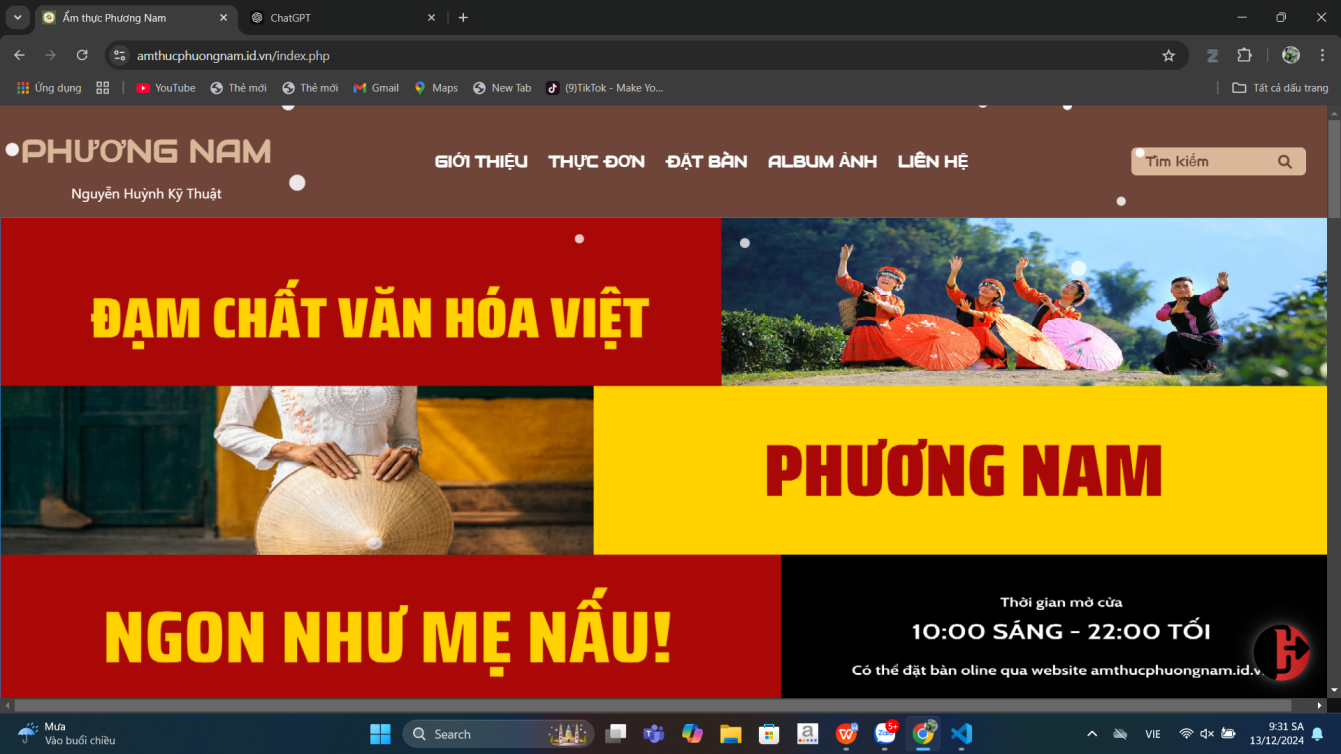 Ẩm thực Phương Nam
ChatGPT
amthucphuongnam.id.vn/index.php
Ứng dụng
YouTube
Thẻ mới
Thẻ mới
Gmail
Maps
New Tab
(9)TikTok - Make Yo...
Tất cả dấu trang
PHƯƠNG NAM
Nguyễn Huỳnh Kỹ Thuật
GIỚI THIỆU
THỰC ĐƠN
ĐẶT BÀN
ALBUM ẢNH
LIÊN HỆ
Tìm kiếm
ĐẬM CHẤT VĂN HÓA VIỆT
PHƯƠNG NAM
NGON NHƯ MẸ NẤU!
Thời gian mở cửa
10:00 SÁNG - 22:00 TỐI
Có thể đặt bàn oline qua website amthucphuongnam.id.v
Mưa
Vào buổi chiều
Search
5+
Zalo
VIE
9:31 SA
13/12/2024